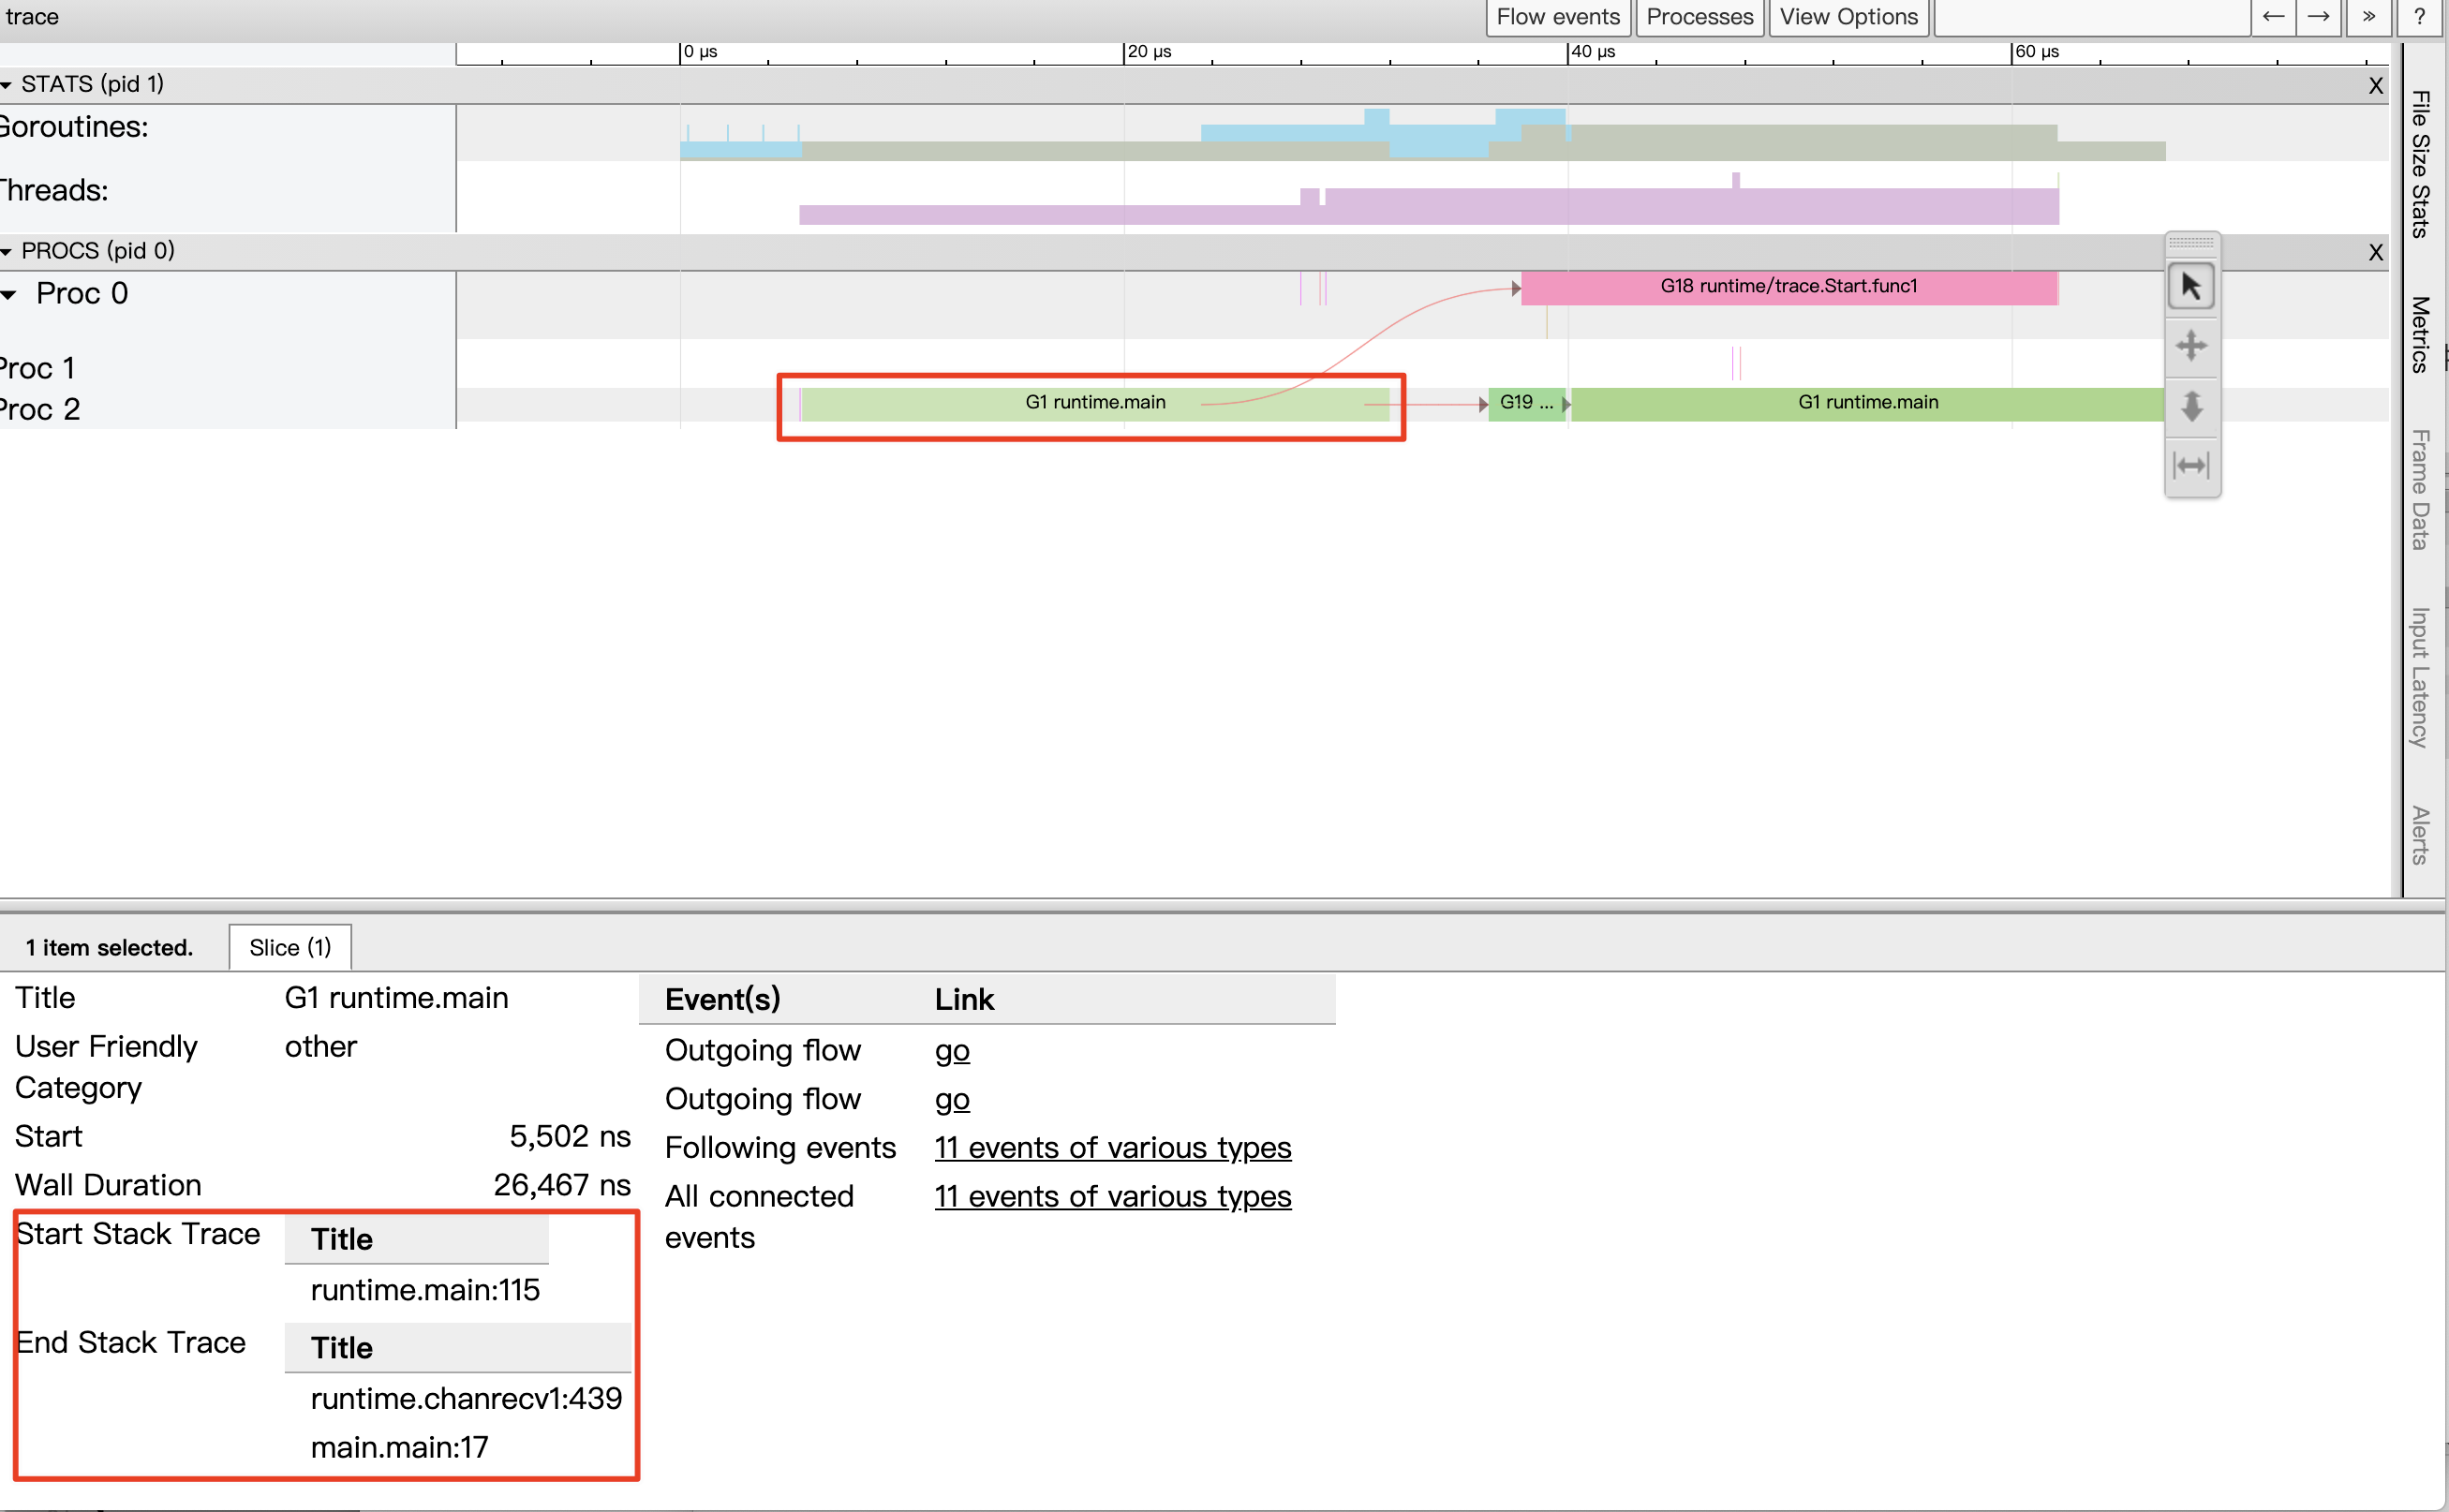 trace
Flow events
Processes
View Options
←
→
»
?
0 µs
20 µs
40 µs
60 µs
STATS (pid 1)
X
Goroutines:
Threads:
PROCS (pid 0)
X
Proc 0
G18 runtime/trace.Start.func1
Proc 1
Proc 2
G1 runtime.main
G19 ...
G1 runtime.main
File Size Stats
Metrics
Frame Data
Input Latency
Alerts
1 item selected.
Slice (1)
Title
G1 runtime.main
User Friendly
Category
other
Start
5,502 ns
Wall Duration
26,467 ns
Start Stack Trace
Title
runtime.main:115
End Stack Trace
Title
runtime.chanrecv1:439
main.main:17
Event(s)
Link
Outgoing flow
go
Outgoing flow
go
Following events
11 events of various types
All connected
events
11 events of various types